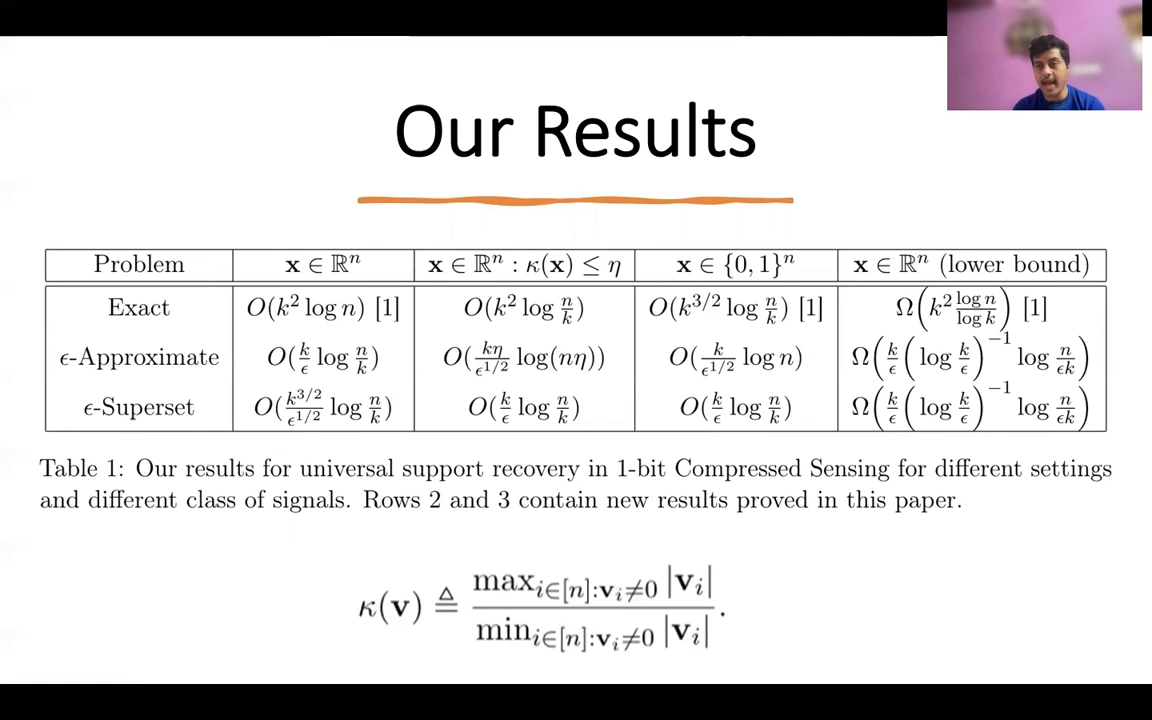 Our Results
Problem x ∈ ℝⁿ x ∈ ℝⁿ : κ(x) ≤ η x ∈ {0, 1}ⁿ x ∈ ℝⁿ (lower bound)
Exact O(k² log n) [1] O(k² log n/k) O(k^{3/2} log n/k) [1] Ω(k² log n/log k) [1]
ϵ-Approximate O(k/ϵ log n/k) O(kη/ϵ^{1/2} log(nη)) O(k/ϵ^{1/2} log n) Ω(k/ϵ (log k/ϵ)^{−1} log n/ϵk)
ϵ-Superset O(k^{3/2}/ϵ^{1/2} log n/k) O(k/ϵ log n/k) O(k/ϵ log n/k) Ω(k/ϵ (log k/ϵ)^{−1} log n/ϵk)
Table 1: Our results for universal support recovery in 1-bit Compressed Sensing for different settings
and different class of signals. Rows 2 and 3 contain new results proved in this paper.
κ(v) ≜ max_{i∈[n]:v_i≠0} |v_i| / min_{i∈[n]:v_i≠0} |v_i| .